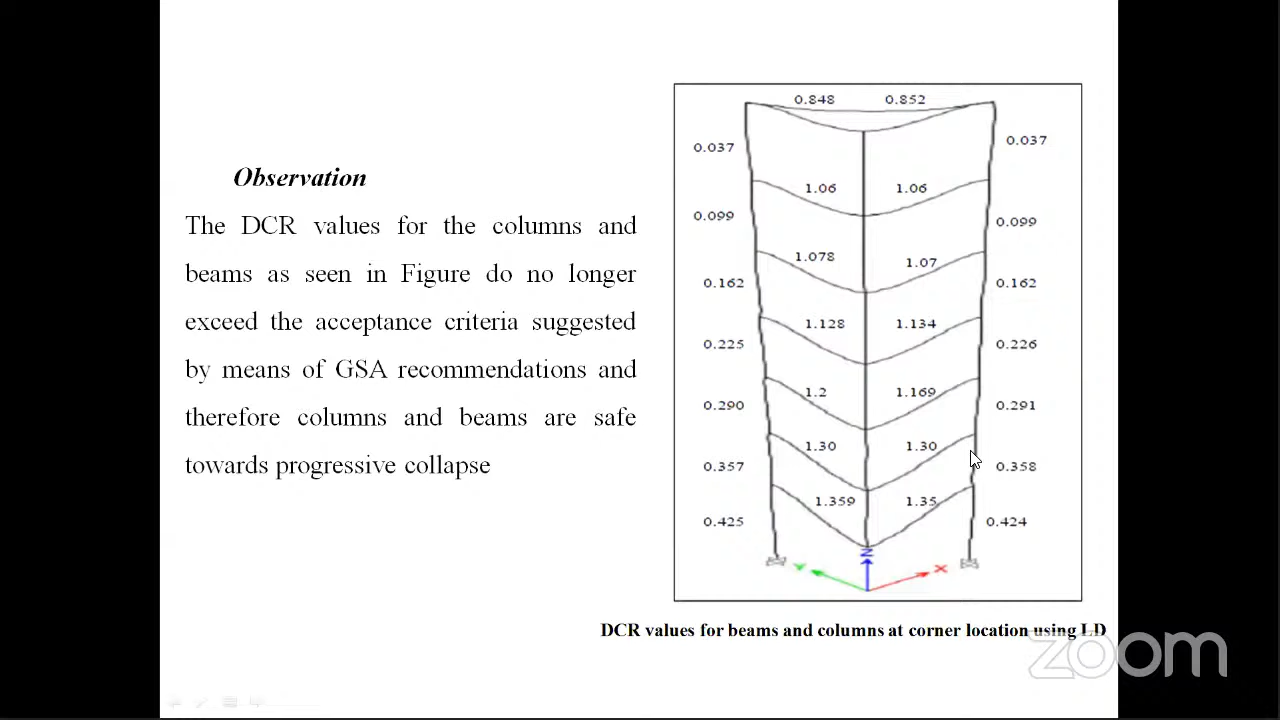 Observation
The DCR values for the columns and
beams as seen in Figure do no longer
exceed the acceptance criteria suggested
by means of GSA recommendations and
therefore columns and beams are safe
towards progressive collapse
0.848 0.852
0.037 0.037
1.06 1.06
0.099 0.099
1.078 1.07
0.162 0.162
1.128 1.134
0.225 0.226
1.2 1.169
0.290 0.291
1.30 1.30
0.357 0.358
1.359 1.35
0.425 0.424
Z
Y X
DCR values for beams and columns at corner location using LD
zoom